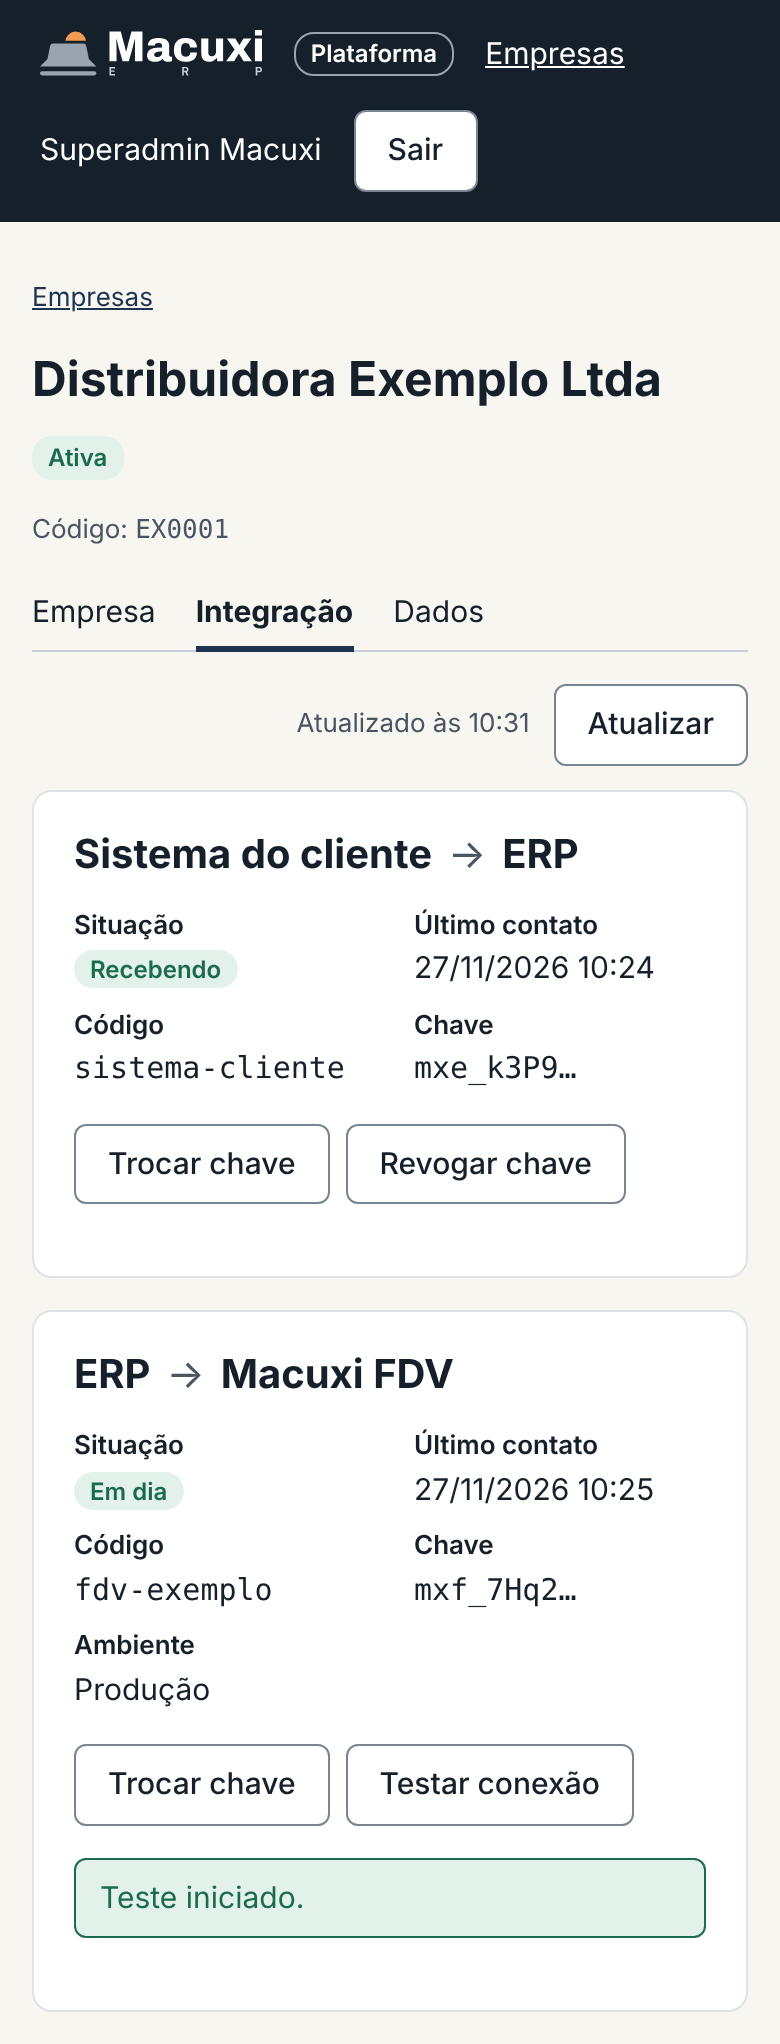 Macuxi
E R P
Plataforma
Empresas
Superadmin Macuxi
Sair
Empresas
Distribuidora Exemplo Ltda
Ativa
Código: EX0001
Empresa Integração Dados
Atualizado às 10:31
Atualizar
Sistema do cliente → ERP
Situação Último contato
Recebendo 27/11/2026 10:24
Código Chave
sistema-cliente mxe_k3P9…
Trocar chave Revogar chave
ERP → Macuxi FDV
Situação Último contato
Em dia 27/11/2026 10:25
Código Chave
fdv-exemplo mxf_7Hq2…
Ambiente
Produção
Trocar chave Testar conexão
Teste iniciado.